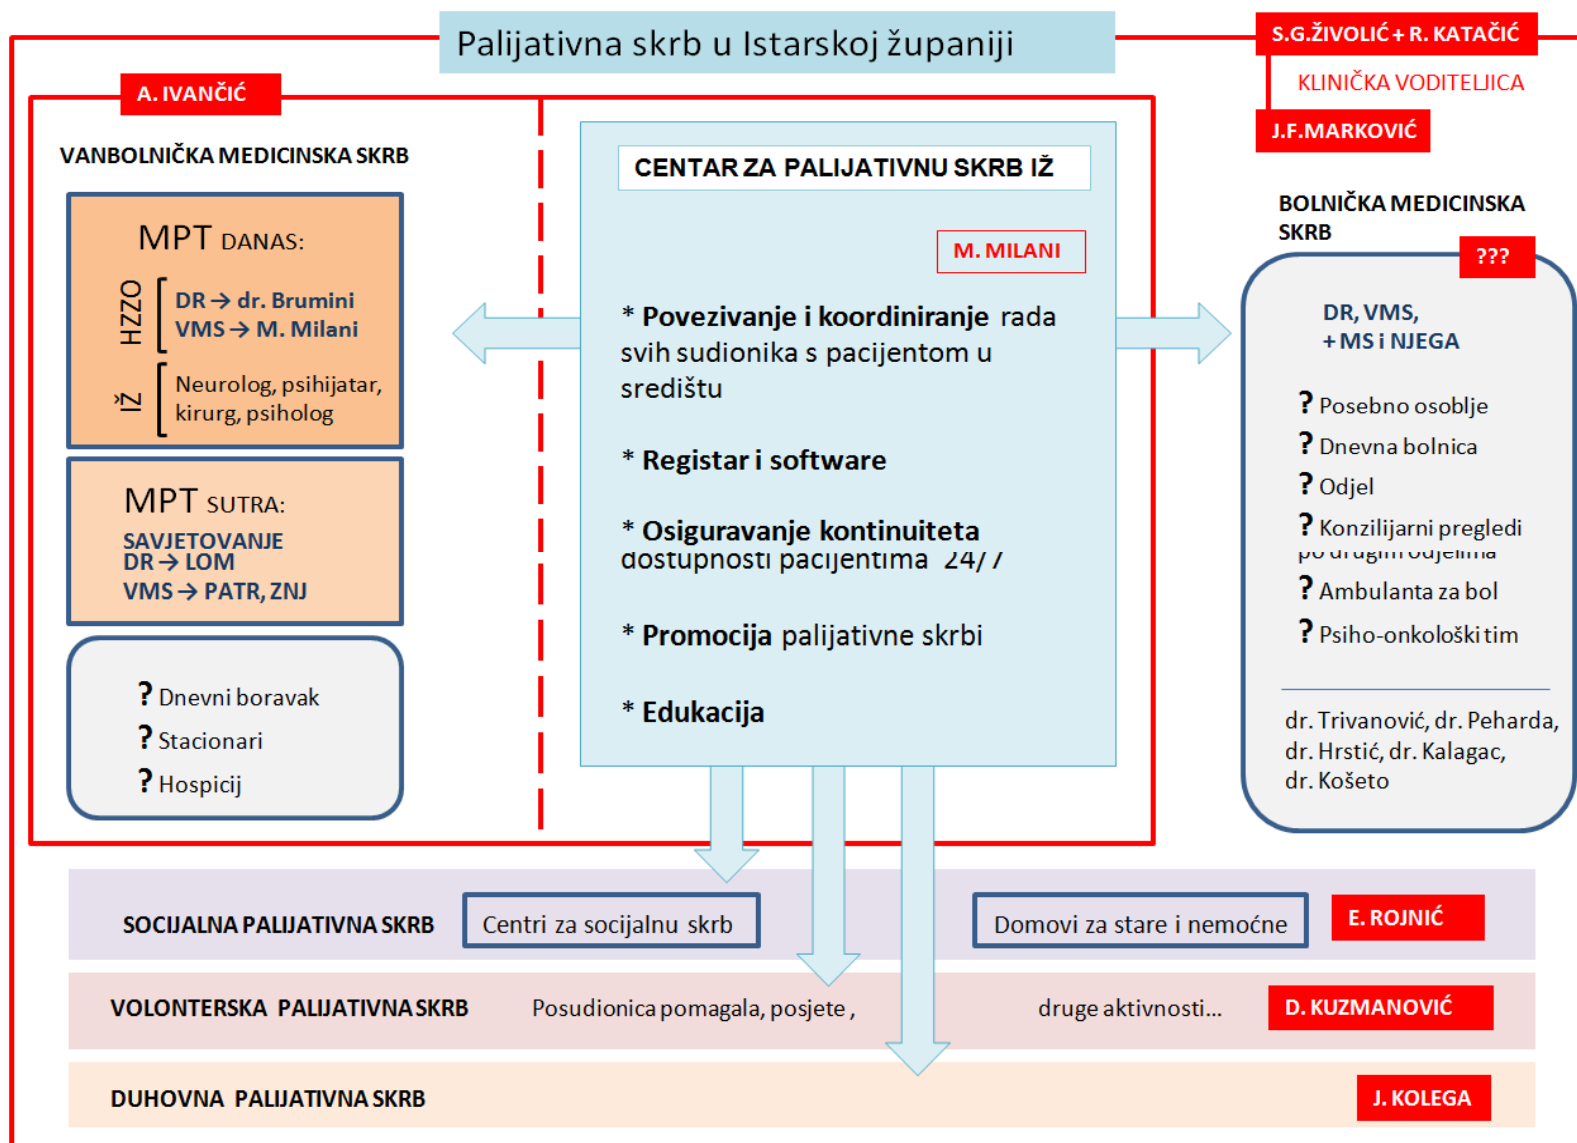 Palijativna skrb u Istarskoj županiji
S.G.ŽIVOLIĆ + R. KATAČIĆ
KLINIČKA VODITELJICA
J.F.MARKOVIĆ
A. IVANČIĆ
VANBOLNIČKA MEDICINSKA SKRB
MPT DANAS:
HZZO
DR → dr. Brumini
VMS → M. Milani
IŽ
Neurolog, psihijatar,
kirurg, psiholog
MPT SUTRA:
SAVJETOVANJE
DR → LOM
VMS → PATR, ZNJ
? Dnevni boravak
? Stacionari
? Hospicij
CENTAR ZA PALIJATIVNU SKRB IŽ
M. MILANI
* Povezivanje i koordiniranje rada
svih sudionika s pacijentom u
središtu
* Registar i software
* Osiguravanje kontinuiteta
dostupnosti pacijentima 24/7
* Promocija palijativne skrbi
* Edukacija
BOLNIČKA MEDICINSKA
SKRB
???
DR, VMS,
+ MS i NJEGA
? Posebno osoblje
? Dnevna bolnica
? Odjel
? Konzilijarni pregledi
po drugim odjelima
? Ambulanta za bol
? Psiho-onkološki tim
dr. Trivanović, dr. Peharda,
dr. Hrstić, dr. Kalagac,
dr. Košeto
SOCIJALNA PALIJATIVNA SKRB
Centri za socijalnu skrb
Domovi za stare i nemoćne
E. ROJNIĆ
VOLONTERSKA PALIJATIVNA SKRB
Posudionica pomagala, posjete ,
druge aktivnosti...
D. KUZMANOVIĆ
DUHOVNA PALIJATIVNA SKRB
J. KOLEGA